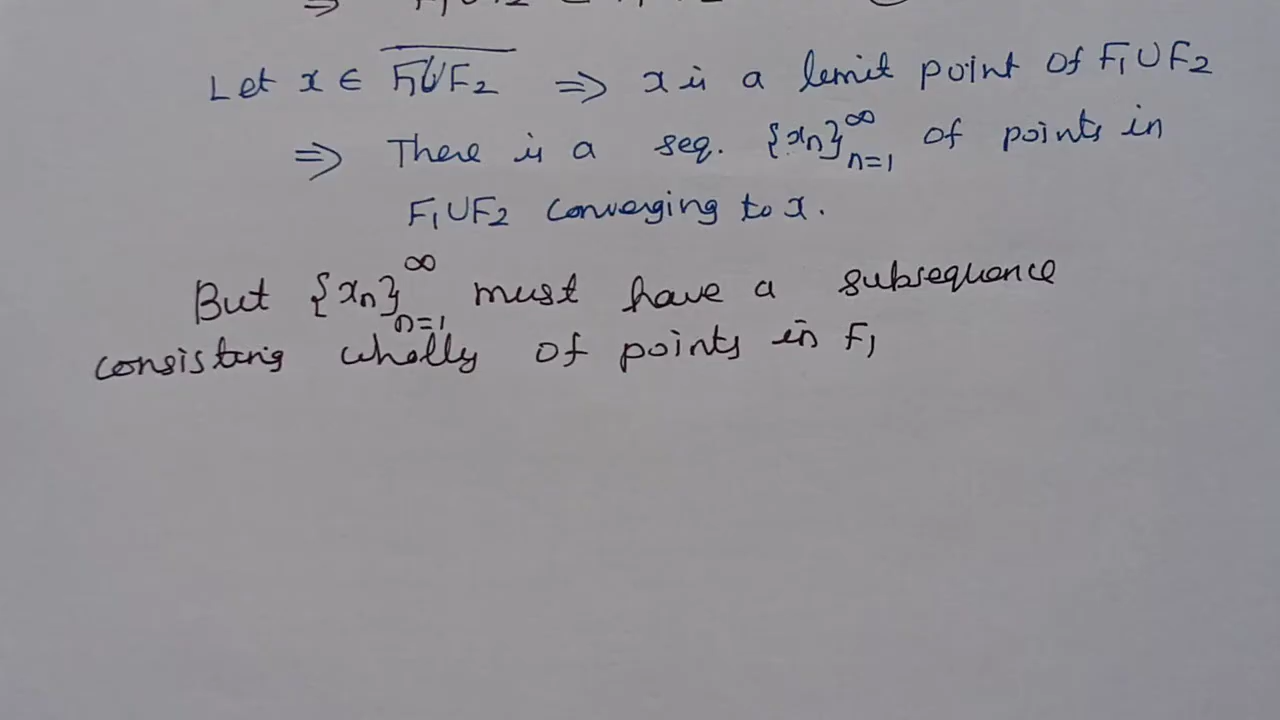 Let x ∈ F₁∪F₂ ⇒ x is a limit point of F₁∪F₂
⇒ There is a seq. {xn}∞n=1 of points in
F₁∪F₂ converging to x.
But {xn}∞n=1 must have a subsequence
consisting wholly of points in F₁